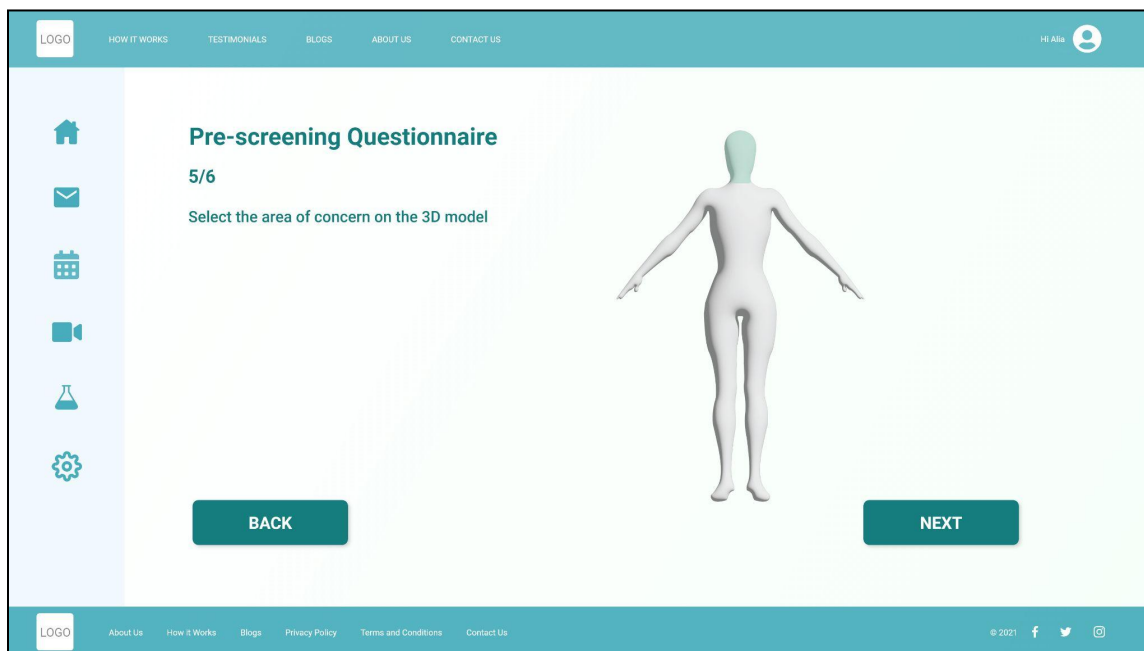 LOGO
HOW IT WORKS
TESTIMONIALS
BLOGS
ABOUT US
CONTACT US
Hi Alia
Pre-screening Questionnaire
5/6
Select the area of concern on the 3D model
BACK
NEXT
LOGO
About Us
How it Works
Blogs
Privacy Policy
Terms and Conditions
Contact Us
© 2021